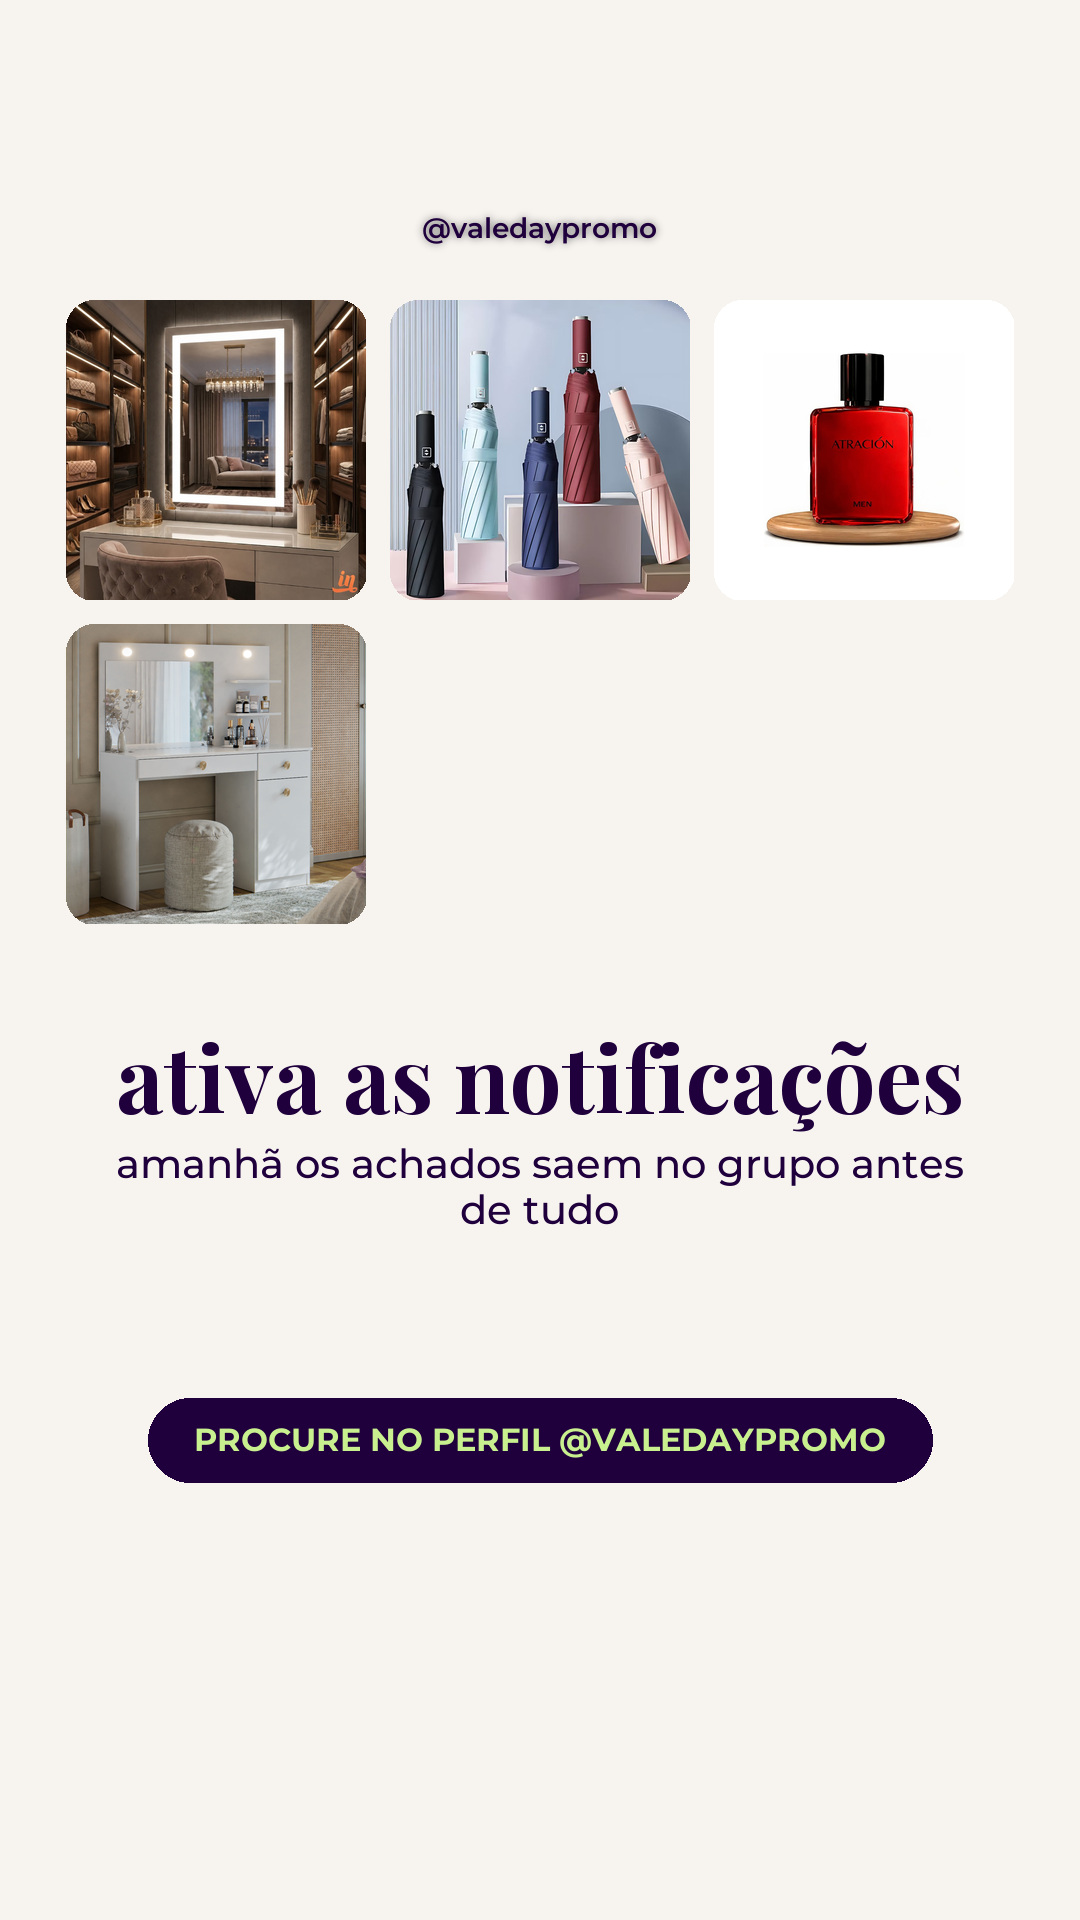 @valedaypromo
in
ATRACIÓN
MEN
ativa as notificações
amanhã os achados saem no grupo antes
de tudo
PROCURE NO PERFIL @VALEDAYPROMO